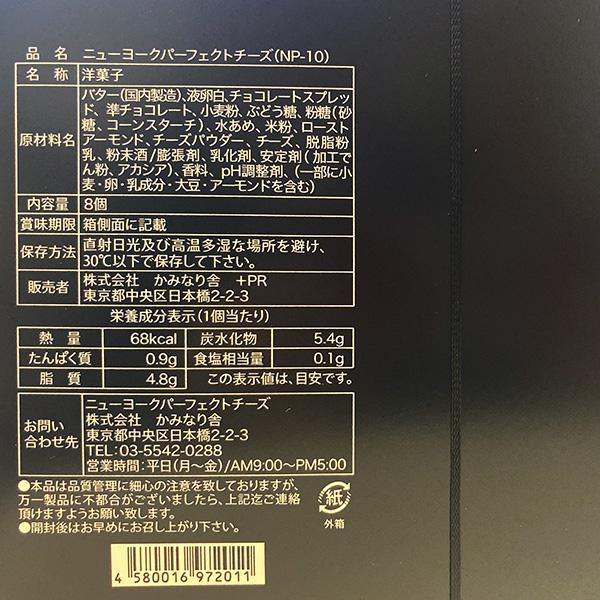 品 名 ニューヨークパーフェクトチーズ(NP-10)
名 称 洋菓子
原材料名 バター(国内製造)、液卵白、チョコレートスプレッ
ド、準チョコレート、小麦粉、ぶどう糖、粉糖(砂
糖、コーンスターチ)、水あめ、米粉、ロースト
アーモンド、チーズパウダー、チーズ、脱脂粉
乳、粉末酒/膨張剤、乳化剤、安定剤(加工で
ん粉、アカシア)、香料、pH調整剤、(一部に小
麦・卵・乳成分・大豆・アーモンドを含む)
内容量 8個
賞味期限 箱側面に記載
保存方法 直射日光及び高温多湿な場所を避け、
30℃以下で保存して下さい。
販売者 株式会社 かみなり舎 +PR
東京都中央区日本橋2-2-3
栄養成分表示(1個当たり)
熱 量 68kcal 炭水化物 5.4g
たんぱく質 0.9g 食塩相当量 0.1g
脂 質 4.8g この表示値は、目安です。
お問い合わせ先 ニューヨークパーフェクトチーズ
株式会社 かみなり舎
東京都中央区日本橋2-2-3
TEL:03-5542-0288
営業時間:平日(月~金)/AM9:00~PM5:00
●本品は品質管理に細心の注意を致しておりますが、
万一製品に不都合がございましたら、上記迄ご連絡
頂けますようお願い致します。
●開封後はお早めにお召し上がり下さい。
紙
外箱
4 580016 972011